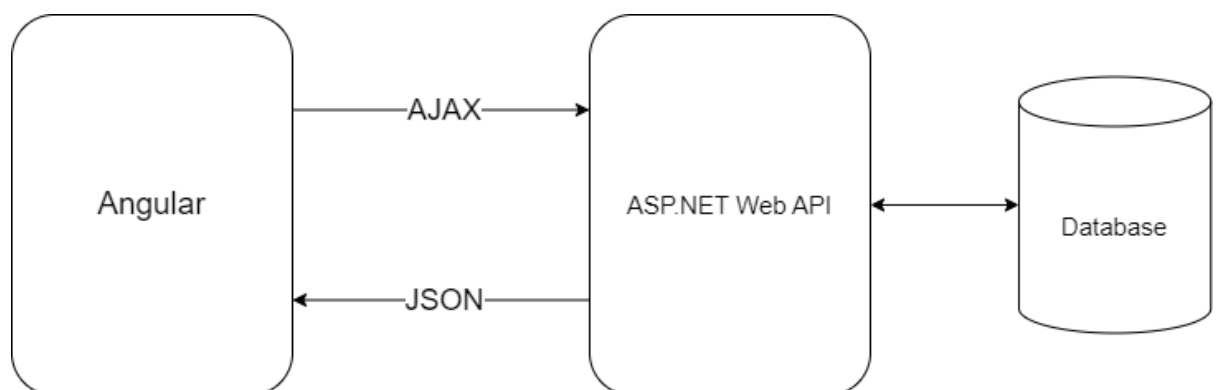 AJAX
Angular
ASP.NET Web API
Database
JSON